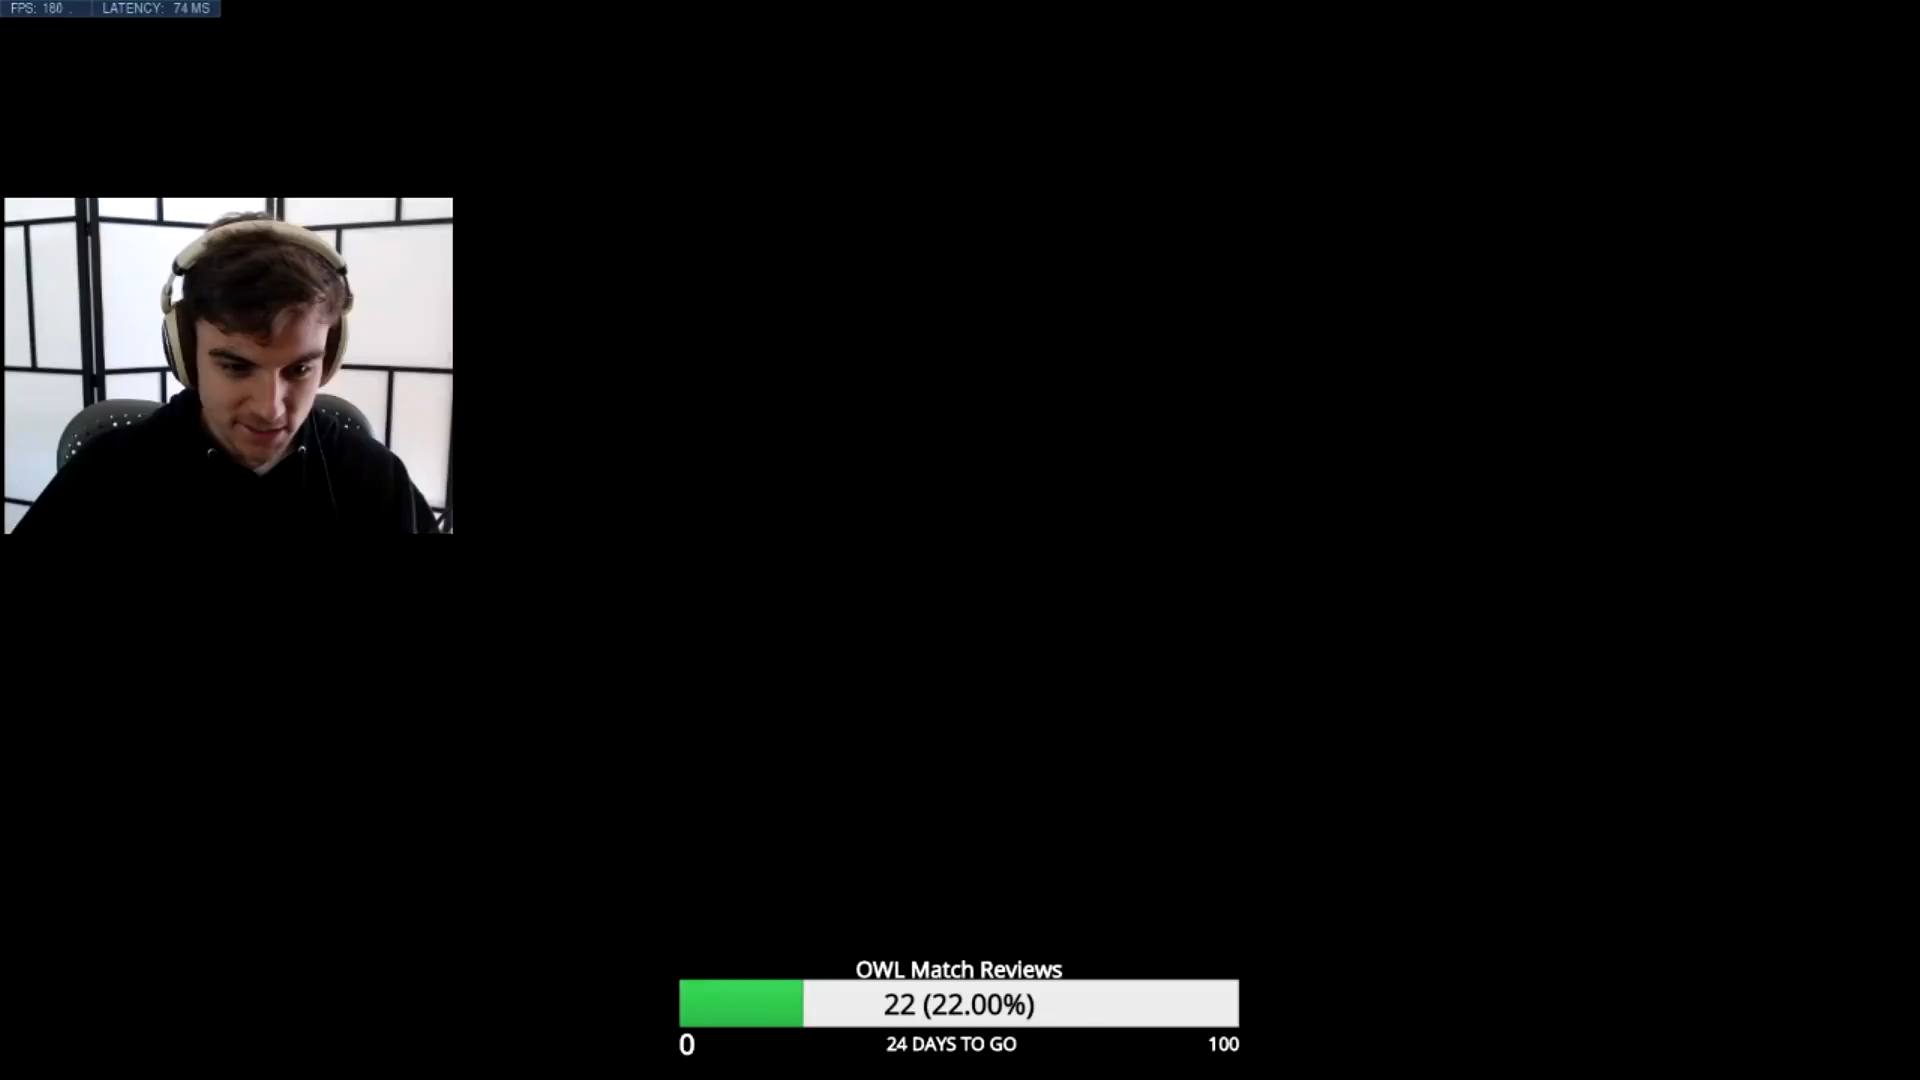 FPS: 180 LATENCY: 74 MS
OWL Match Reviews
22 (22.00%)
0 24 DAYS TO GO 100